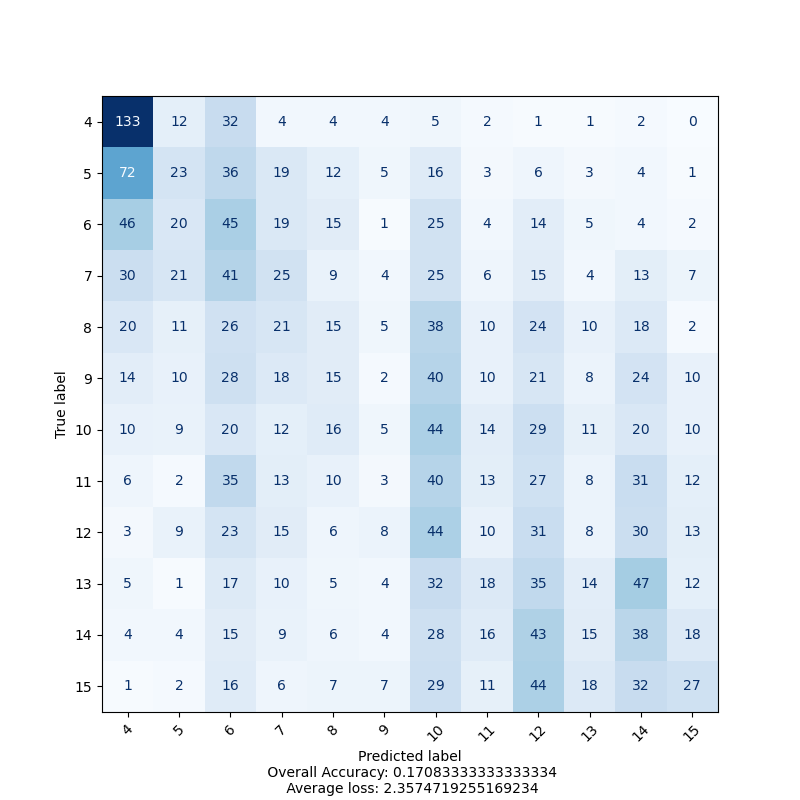 4 133 12 32 4 4 4 5 2 1 1 2 0
5 72 23 36 19 12 5 16 3 6 3 4 1
6 46 20 45 19 15 1 25 4 14 5 4 2
7 30 21 41 25 9 4 25 6 15 4 13 7
8 20 11 26 21 15 5 38 10 24 10 18 2
9 14 10 28 18 15 2 40 10 21 8 24 10
10 10 9 20 12 16 5 44 14 29 11 20 10
11 6 2 35 13 10 3 40 13 27 8 31 12
12 3 9 23 15 6 8 44 10 31 8 30 13
13 5 1 17 10 5 4 32 18 35 14 47 12
14 4 4 15 9 6 4 28 16 43 15 38 18
15 1 2 16 6 7 7 29 11 44 18 32 27
True label
4 5 6 7 8 9 10 11 12 13 14 15
Predicted label
Overall Accuracy: 0.17083333333333334
Average loss: 2.3574719255169234